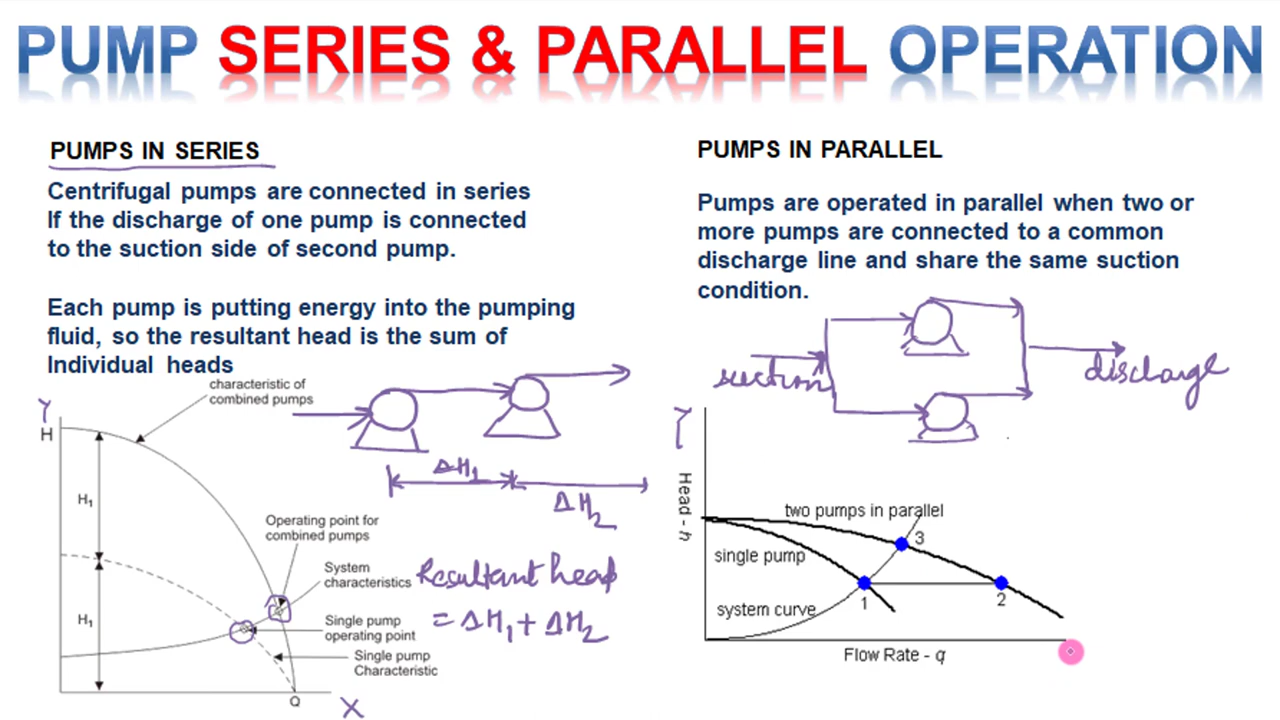 PUMP SERIES & PARALLEL OPERATION
PUMPS IN SERIES
Centrifugal pumps are connected in series
If the discharge of one pump is connected
to the suction side of second pump.
Each pump is putting energy into the pumping
fluid, so the resultant head is the sum of
Individual heads
characteristic of
combined pumps
Y
H
H₁
H₁
Operating point for
combined pumps
System
characteristics
Single pump
operating point
Single pump
Characteristic
Q
X
ΔH₁
ΔH₂
Resultant head
= ΔH₁ + ΔH₂
PUMPS IN PARALLEL
Pumps are operated in parallel when two or
more pumps are connected to a common
discharge line and share the same suction
condition.
suction
discharge
Y
Head - h
two pumps in parallel
3
single pump
system curve
1
2
Flow Rate - q